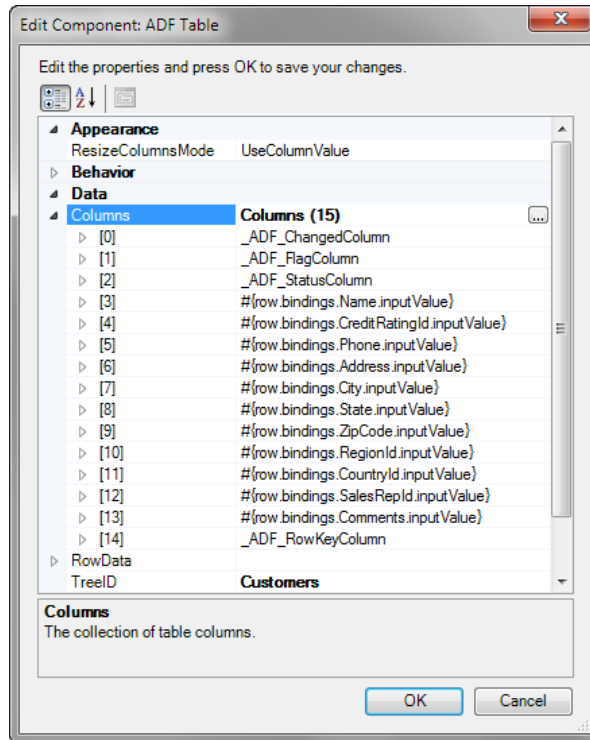 Edit Component: ADF Table
Edit the properties and press OK to save your changes.
Appearance
ResizeColumnsMode UseColumnValue
Behavior
Data
Columns Columns (15) ...
[0] _ADF_ChangedColumn
[1] _ADF_FlagColumn
[2] _ADF_StatusColumn
[3] #{row.bindings.Name.inputValue}
[4] #{row.bindings.CreditRatingId.inputValue}
[5] #{row.bindings.Phone.inputValue}
[6] #{row.bindings.Address.inputValue}
[7] #{row.bindings.City.inputValue}
[8] #{row.bindings.State.inputValue}
[9] #{row.bindings.ZipCode.inputValue}
[10] #{row.bindings.RegionId.inputValue}
[11] #{row.bindings.CountryId.inputValue}
[12] #{row.bindings.SalesRepId.inputValue}
[13] #{row.bindings.Comments.inputValue}
[14] _ADF_RowKeyColumn
RowData
TreeID Customers
Columns
The collection of table columns.
OK Cancel